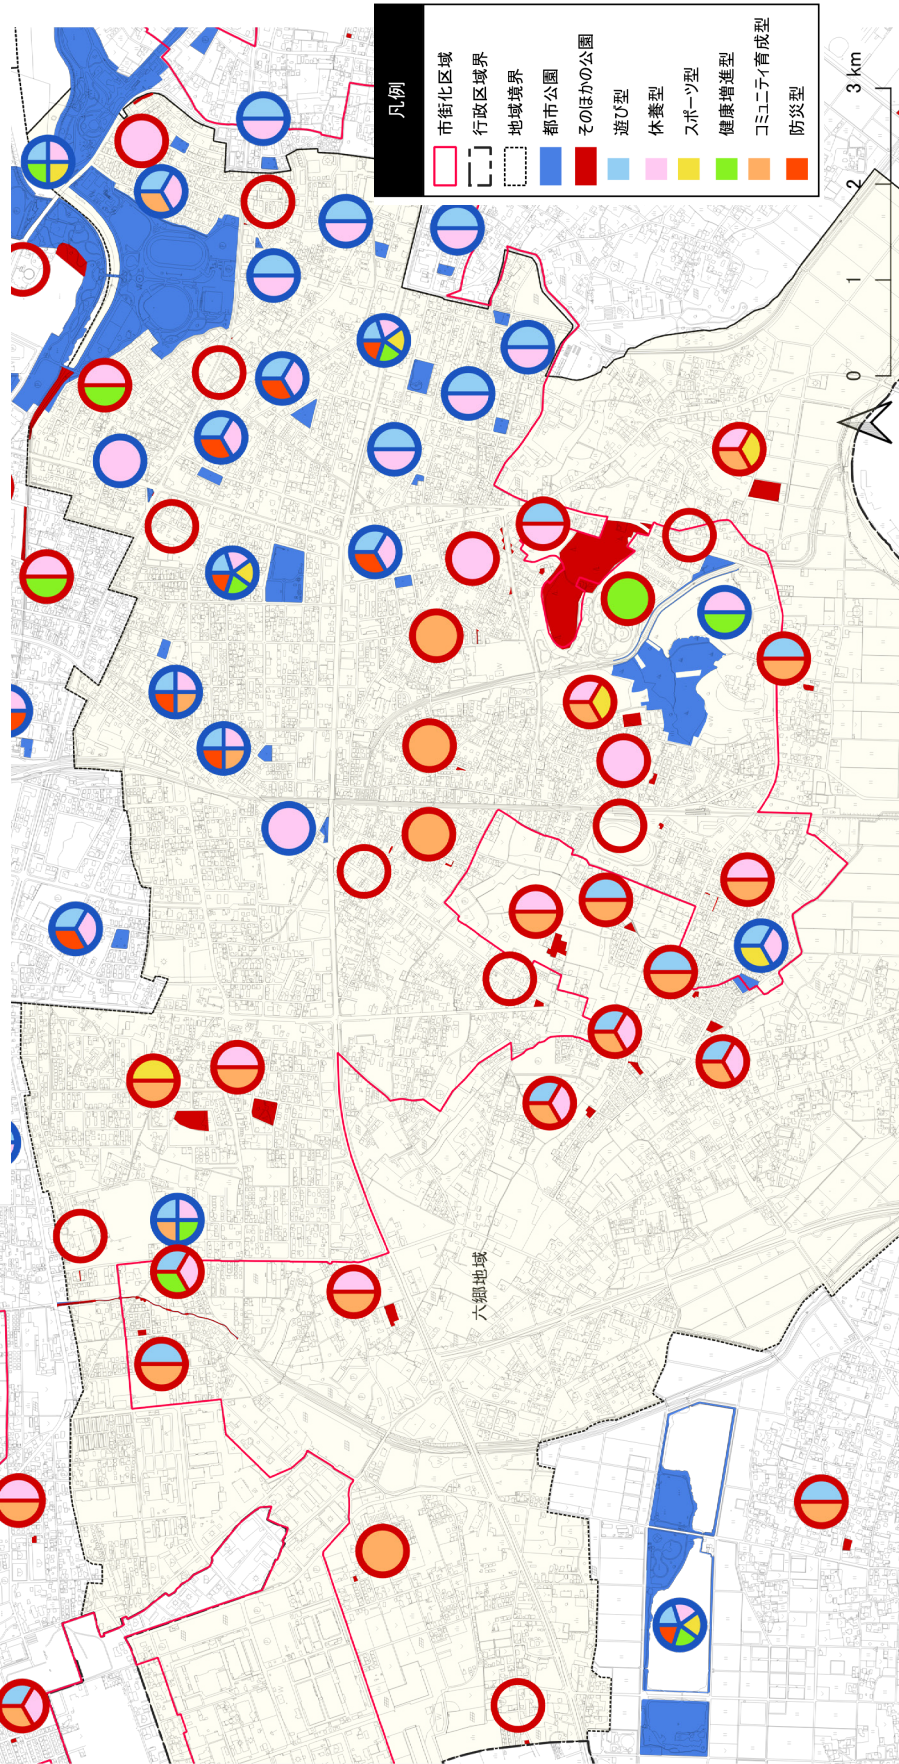 凡例
市街化区域
行政区域界
地域境界
都市公園
そのほかの公園
遊び型
休養型
スポーツ型
健康増進型
コミュニティ育成型
防災型
0 1 2 3 km
六郷地域